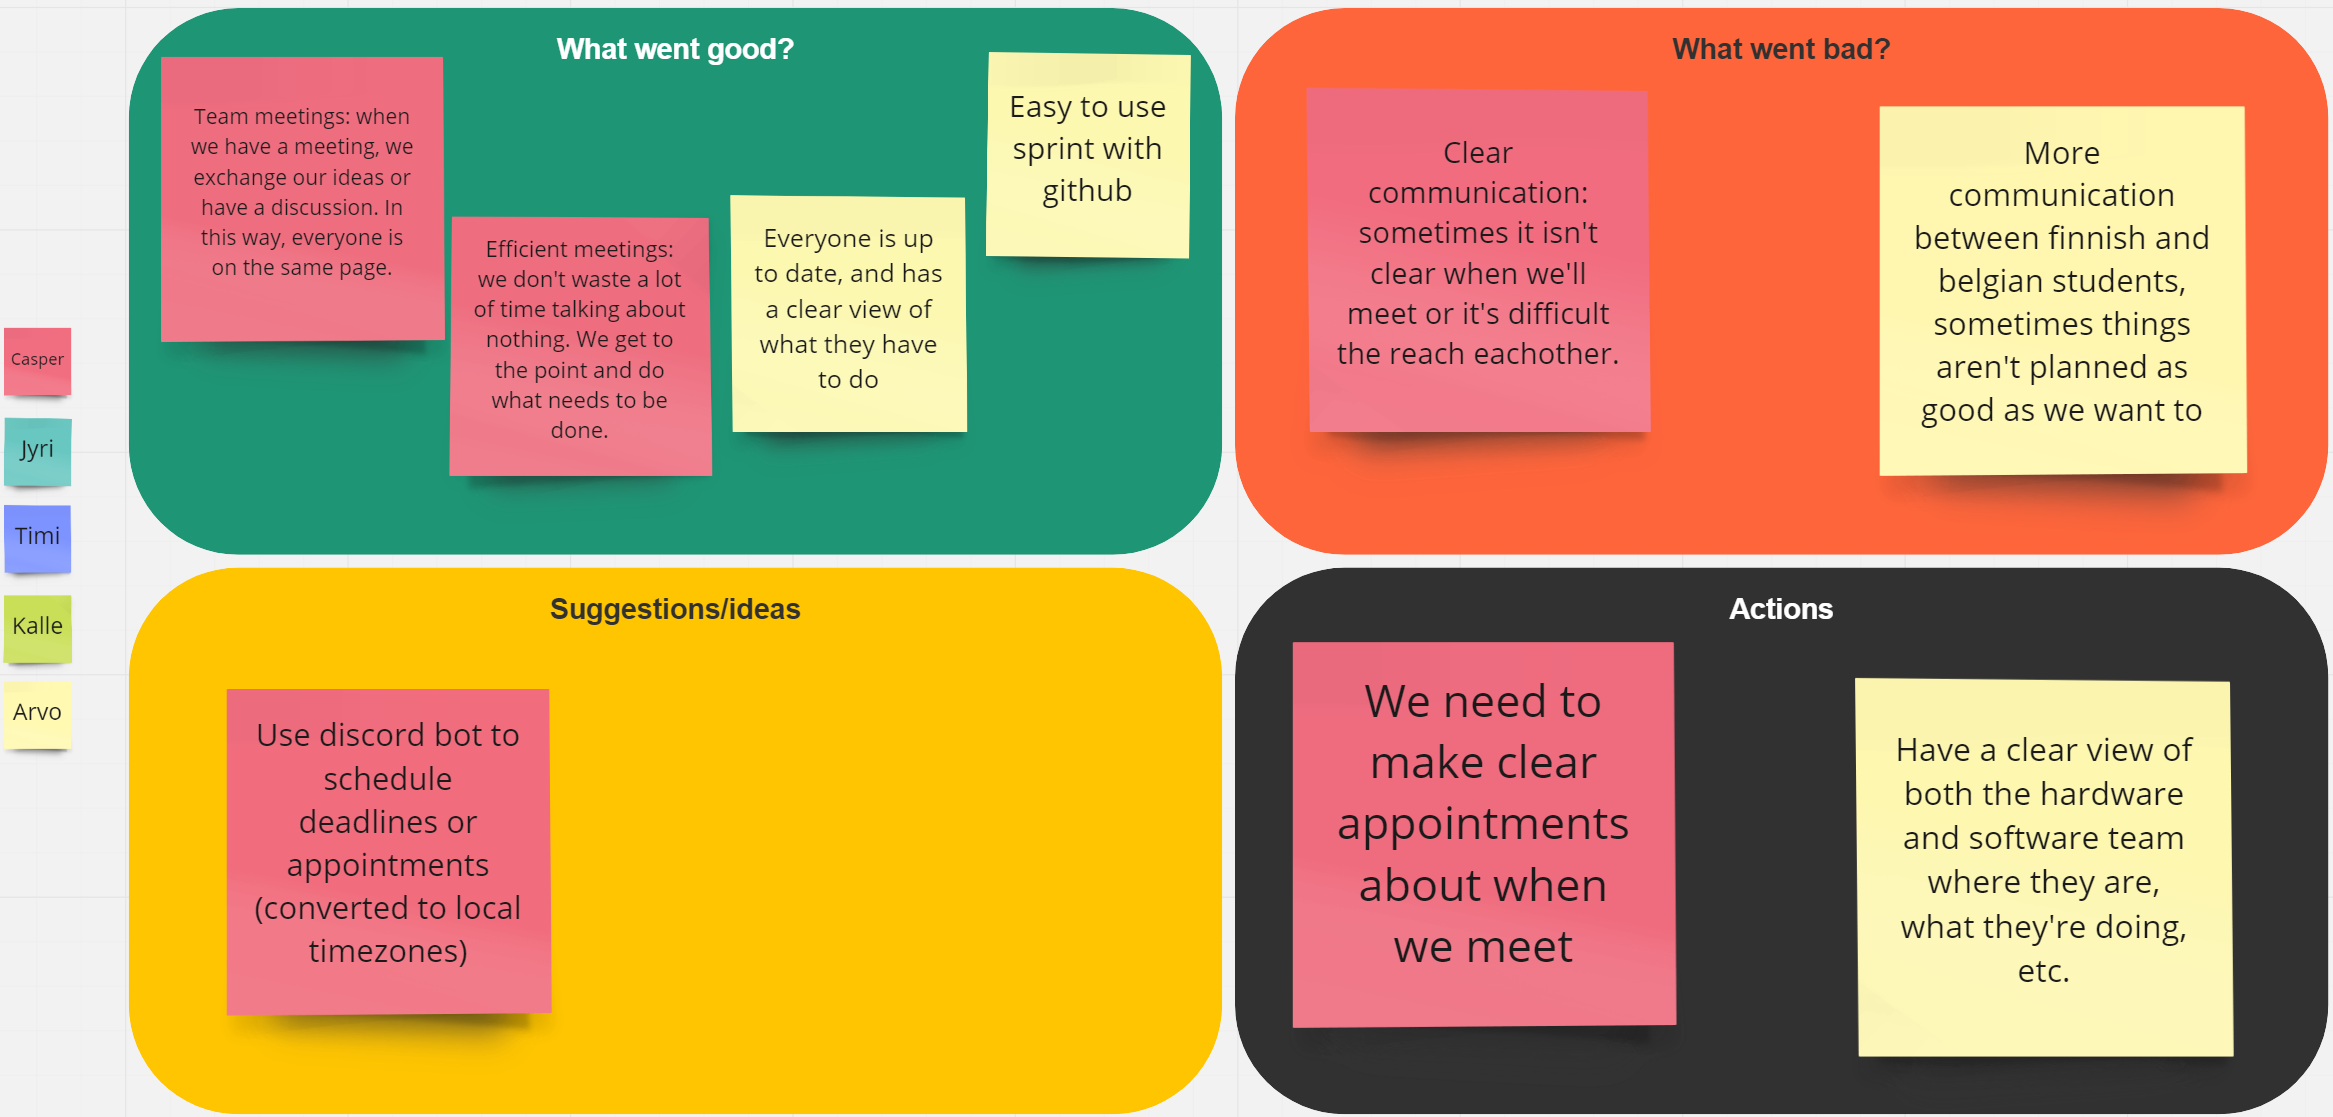 What went good?
Team meetings: when
we have a meeting, we
exchange our ideas or
have a discussion. In
this way, everyone is
on the same page.
Efficient meetings:
we don't waste a lot
of time talking about
nothing. We get to
the point and do
what needs to be
done.
Everyone is up
to date, and has
a clear view of
what they have
to do
Easy to use
sprint with
github
What went bad?
Clear
communication:
sometimes it isn't
clear when we'll
meet or it's difficult
the reach eachother.
More
communication
between finnish and
belgian students,
sometimes things
aren't planned as
good as we want to
Casper
Jyri
Timi
Kalle
Arvo
Suggestions/ideas
Use discord bot to
schedule
deadlines or
appointments
(converted to local
timezones)
Actions
We need to
make clear
appointments
about when
we meet
Have a clear view of
both the hardware
and software team
where they are,
what they're doing,
etc.